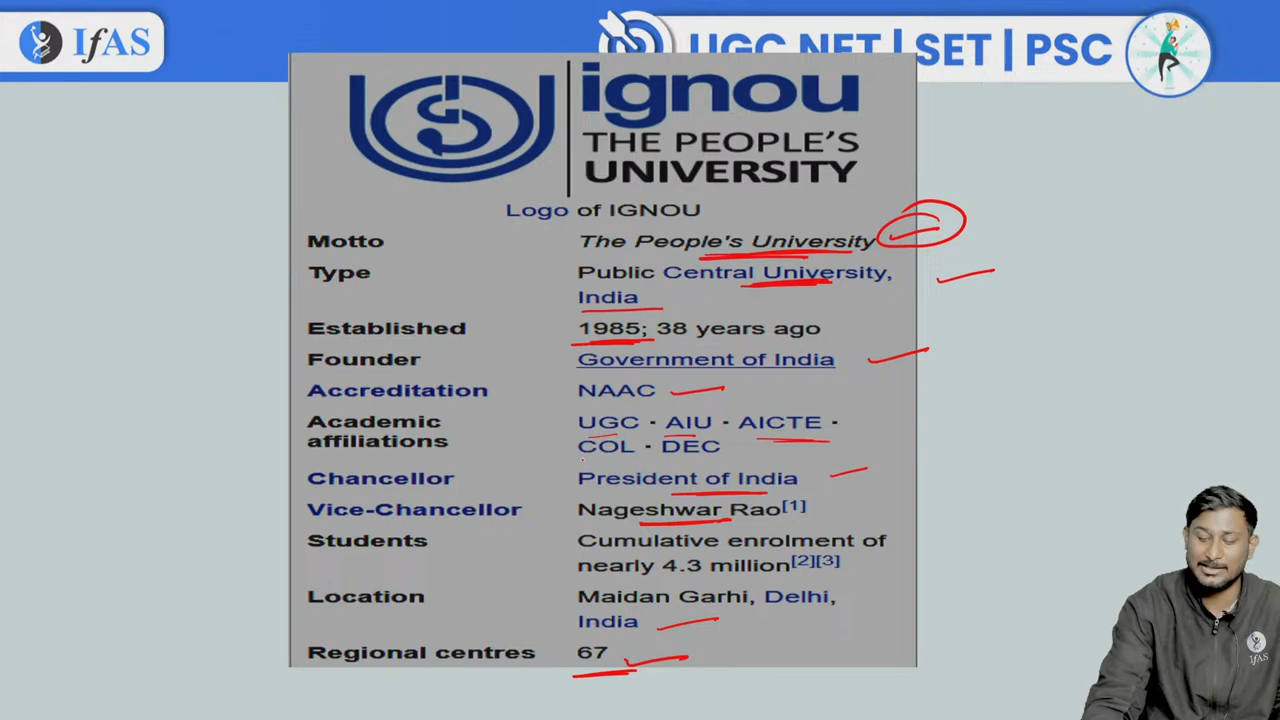 IfAS
UGC NET | SET | PSC
ignou
THE PEOPLE'S
UNIVERSITY
Logo of IGNOU
Motto The People's University
Type Public Central University,
India
Established 1985; 38 years ago
Founder Government of India
Accreditation NAAC
Academic UGC · AIU · AICTE ·
affiliations COL · DEC
Chancellor President of India
Vice-Chancellor Nageshwar Rao[1]
Students Cumulative enrolment of
nearly 4.3 million[2][3]
Location Maidan Garhi, Delhi,
India
Regional centres 67
IfAS